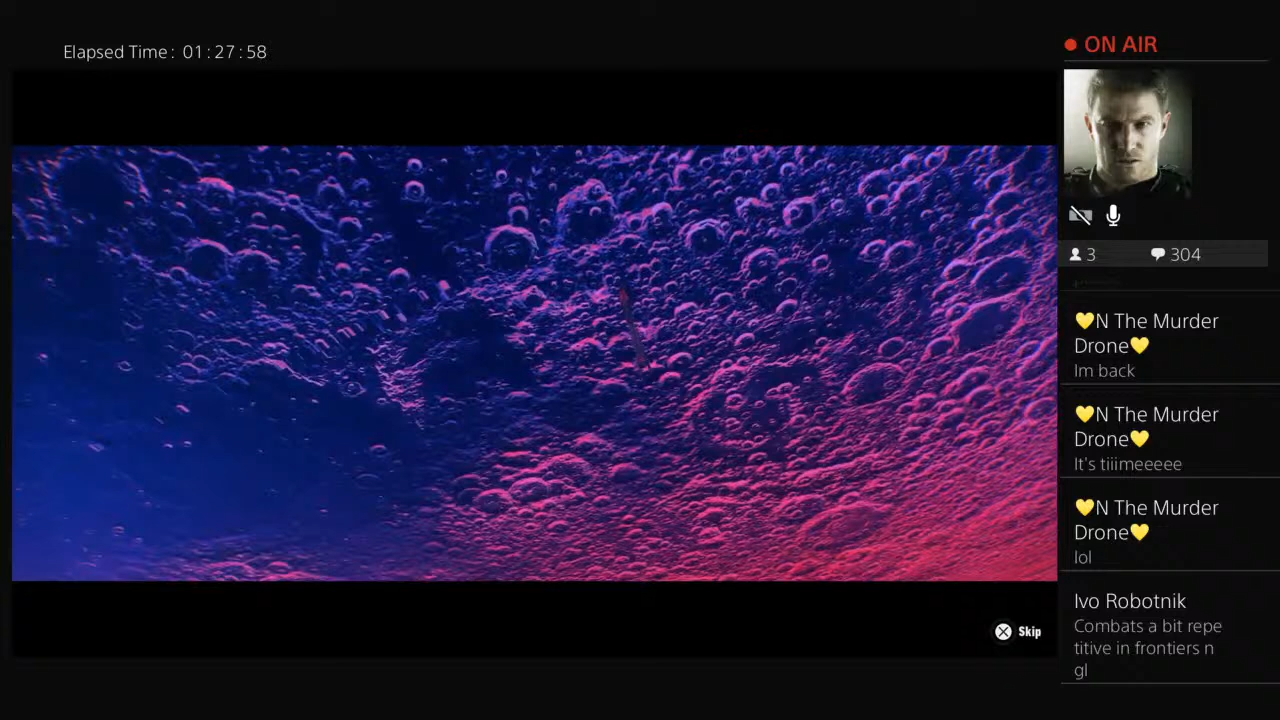 Elapsed Time: 01:27:58
ON AIR
3 304
💛N The Murder
Drone💛
Im back
💛N The Murder
Drone💛
It's tiiimeeeee
💛N The Murder
Drone💛
lol
Ivo Robotnik
Combats a bit repe
titive in frontiers n
gl
Skip